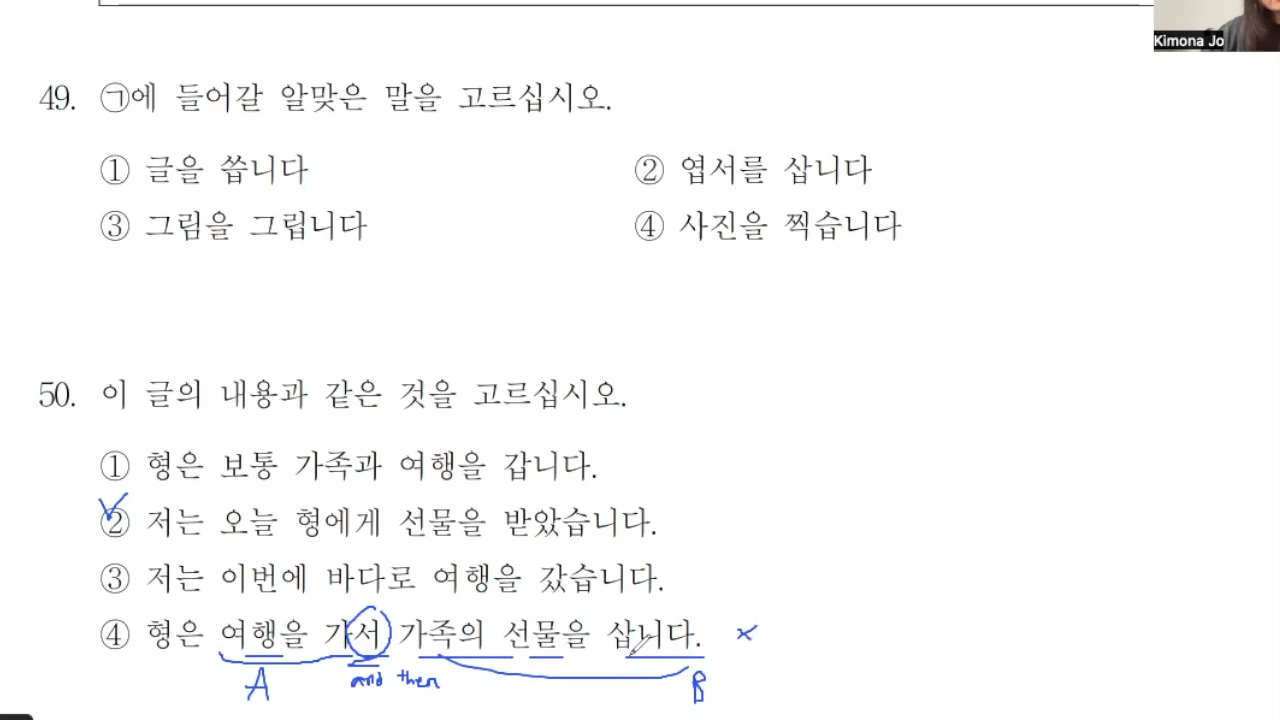 Kimona Jo
49. ㉠에 들어갈 알맞은 말을 고르십시오.
① 글을 씁니다 ② 엽서를 삽니다
③ 그림을 그립니다 ④ 사진을 찍습니다
50. 이 글의 내용과 같은 것을 고르십시오.
① 형은 보통 가족과 여행을 갑니다.
② 저는 오늘 형에게 선물을 받았습니다.
③ 저는 이번에 바다로 여행을 갔습니다.
④ 형은 여행을 가서 가족의 선물을 삽니다. ×
A and then B